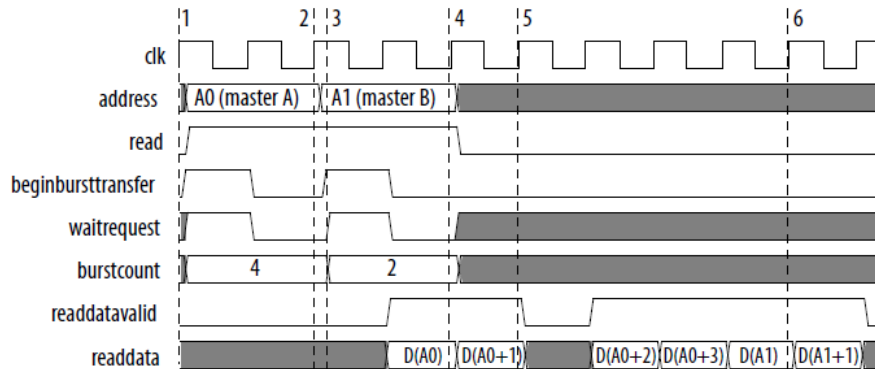 1 2 3 4 5 6
clk
address A0 (master A) A1 (master B)
read
beginbursttransfer
waitrequest
burstcount 4 2
readdatavalid
readdata D(A0) D(A0+1) D(A0+2) D(A0+3) D(A1) D(A1+1)